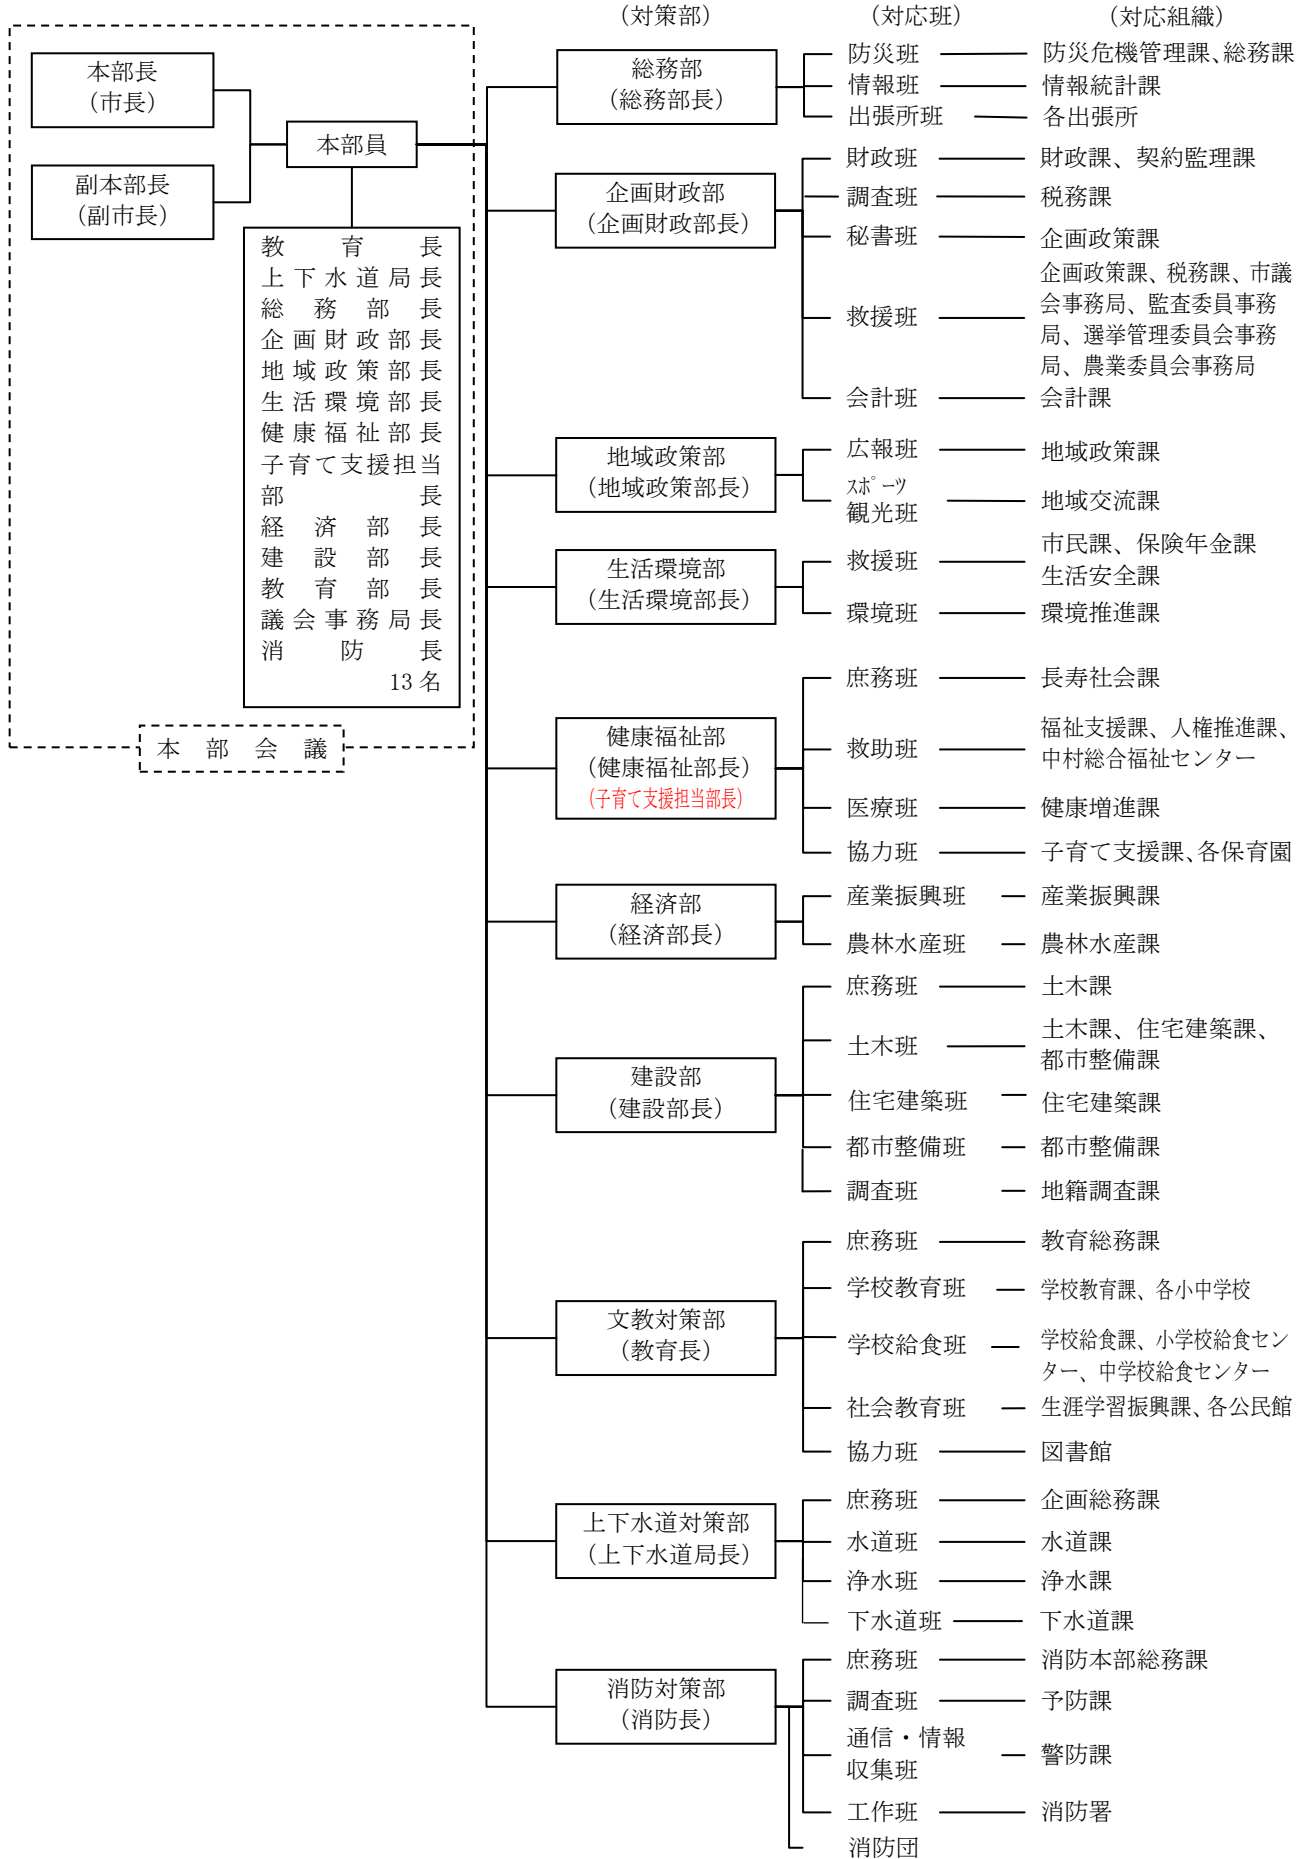 (対策部)
(対応班)
(対応組織)
本部長
(市長)
副本部長
(副市長)
本部員
教育長
上下水道局長
総務部長
企画財政部長
地域政策部長
生活環境部長
健康福祉部長
子育て支援担当
部長
経済部長
建設部長
教育部長
議会事務局長
消防長
13名
本部会議
総務部
(総務部長)
防災班
防災危機管理課、総務課
情報班
情報統計課
出張所班
各出張所
企画財政部
(企画財政部長)
財政班
財政課、契約監理課
調査班
税務課
秘書班
企画政策課
救援班
企画政策課、税務課、市議
会事務局、監査委員事務
局、選挙管理委員会事務
局、農業委員会事務局
会計班
会計課
地域政策部
(地域政策部長)
広報班
地域政策課
スポーツ
観光班
地域交流課
生活環境部
(生活環境部長)
救援班
市民課、保険年金課
生活安全課
環境班
環境推進課
健康福祉部
(健康福祉部長)
(子育て支援担当部長)
庶務班
長寿社会課
救助班
福祉支援課、人権推進課、
中村総合福祉センター
医療班
健康増進課
協力班
子育て支援課、各保育園
経済部
(経済部長)
産業振興班
産業振興課
農林水産班
農林水産課
建設部
(建設部長)
庶務班
土木課
土木班
土木課、住宅建築課、
都市整備課
住宅建築班
住宅建築課
都市整備班
都市整備課
調査班
地籍調査課
文教対策部
(教育長)
庶務班
教育総務課
学校教育班
学校教育課、各小中学校
学校給食班
学校給食課、小学校給食セン
ター、中学校給食センター
社会教育班
生涯学習振興課、各公民館
協力班
図書館
上下水道対策部
(上下水道局長)
庶務班
企画総務課
水道班
水道課
浄水班
浄水課
下水道班
下水道課
消防対策部
(消防長)
庶務班
消防本部総務課
調査班
予防課
通信・情報
収集班
警防課
工作班
消防署
消防団